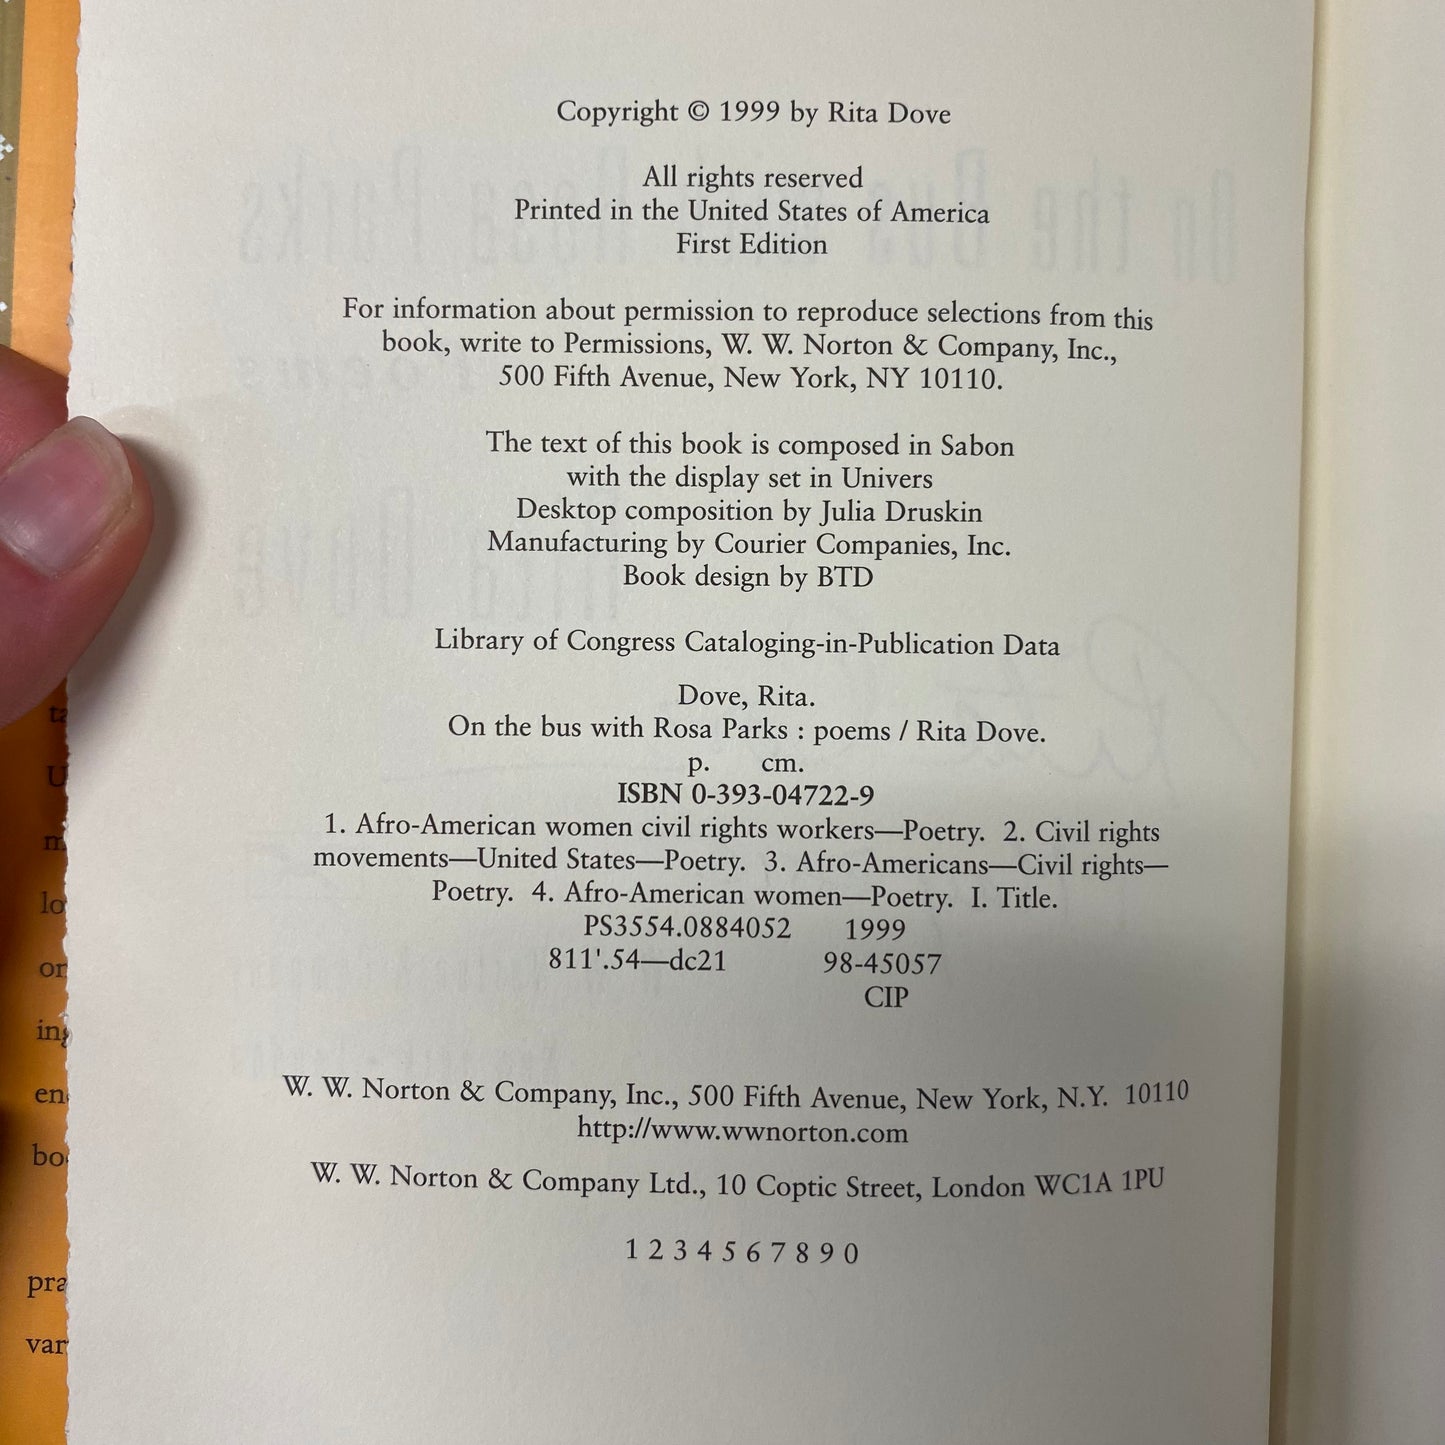 Copyright © 1999 by Rita Dove
All rights reserved
Printed in the United States of America
First Edition
For information about permission to reproduce selections from this
book, write to Permissions, W. W. Norton & Company, Inc.,
500 Fifth Avenue, New York, NY 10110.
The text of this book is composed in Sabon
with the display set in Univers
Desktop composition by Julia Druskin
Manufacturing by Courier Companies, Inc.
Book design by BTD
Library of Congress Cataloging-in-Publication Data
Dove, Rita.
On the bus with Rosa Parks : poems / Rita Dove.
p. cm.
ISBN 0-393-04722-9
1. Afro-American women civil rights workers—Poetry. 2. Civil rights
movements—United States—Poetry. 3. Afro-Americans—Civil rights—
Poetry. 4. Afro-American women—Poetry. I. Title.
PS3554.0884052 1999
811'.54—dc21 98-45057
CIP
W. W. Norton & Company, Inc., 500 Fifth Avenue, New York, N.Y. 10110
http://www.wwnorton.com
W. W. Norton & Company Ltd., 10 Coptic Street, London WC1A 1PU
1 2 3 4 5 6 7 8 9 0